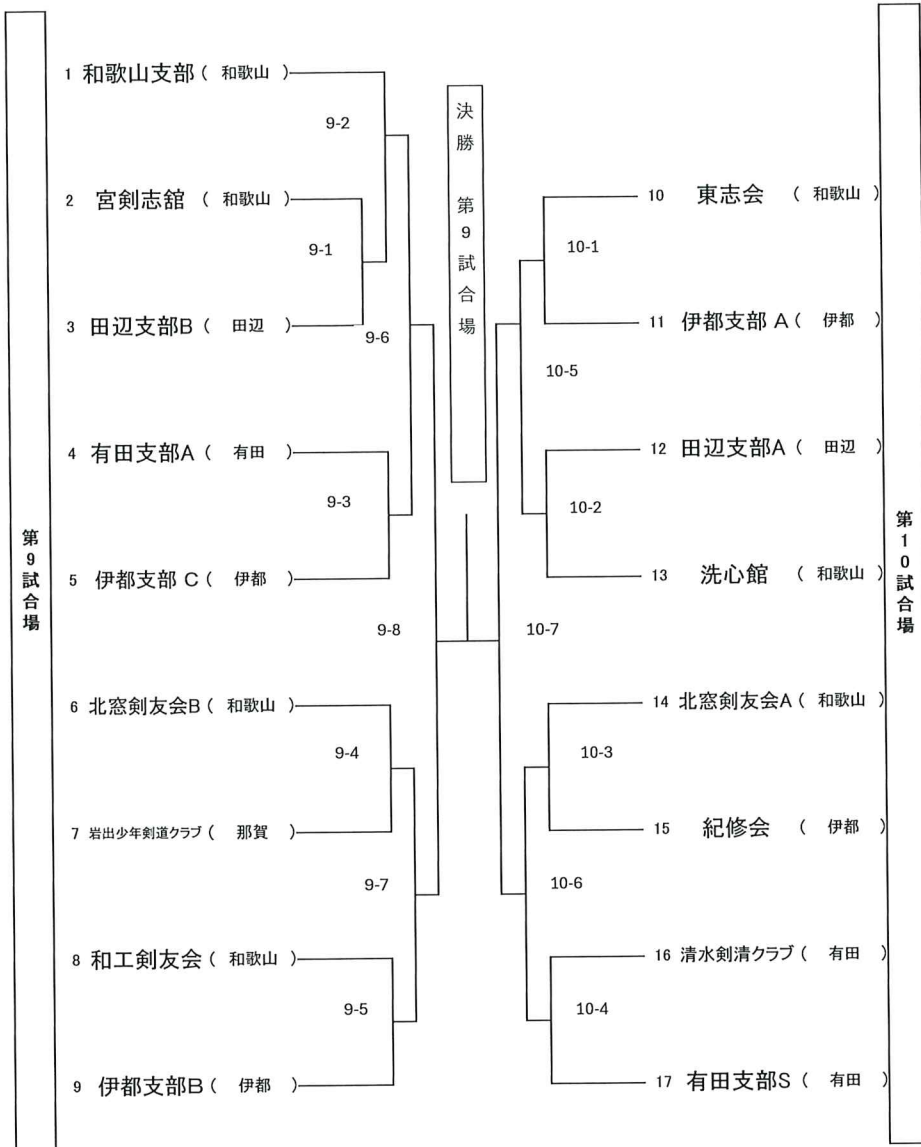 第9試合場
1 和歌山支部 ( 和歌山 )
9-2
2 宮剣志舘 ( 和歌山 )
9-1
3 田辺支部B ( 田辺 )
9-6
4 有田支部A ( 有田 )
9-3
5 伊都支部 C ( 伊都 )
9-8
6 北窓剣友会B ( 和歌山 )
9-4
7 岩出少年剣道クラブ ( 那賀 )
9-7
8 和工剣友会 ( 和歌山 )
9-5
9 伊都支部B ( 伊都 )
決勝 第9試合場
10 東志会 ( 和歌山 )
10-1
11 伊都支部 A ( 伊都 )
10-5
12 田辺支部A ( 田辺 )
10-2
13 洗心館 ( 和歌山 )
10-7
14 北窓剣友会A ( 和歌山 )
10-3
15 紀修会 ( 伊都 )
10-6
16 清水剣清クラブ ( 有田 )
10-4
17 有田支部S ( 有田 )
第10試合場